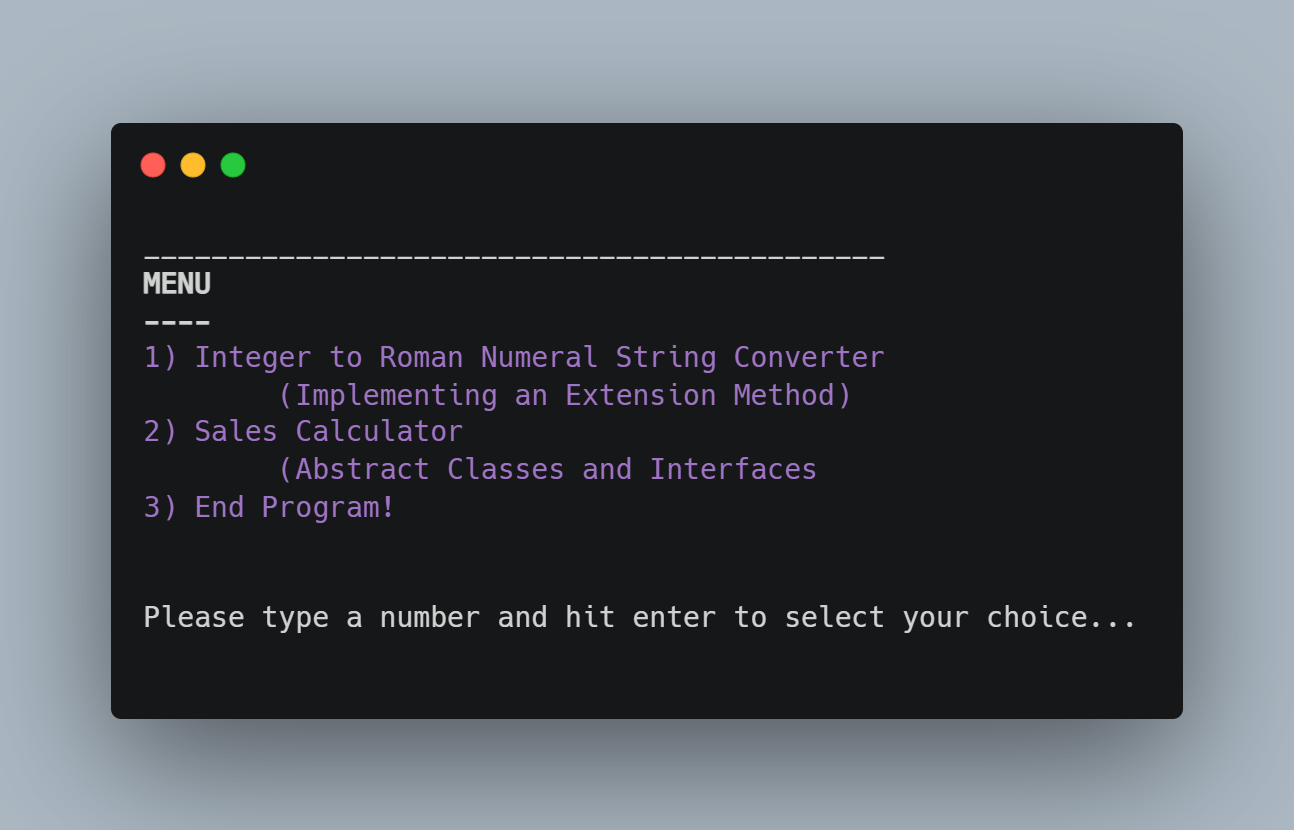 ____________________________________________
MENU
----
1) Integer to Roman Numeral String Converter
        (Implementing an Extension Method)
2) Sales Calculator
        (Abstract Classes and Interfaces
3) End Program!
Please type a number and hit enter to select your choice...